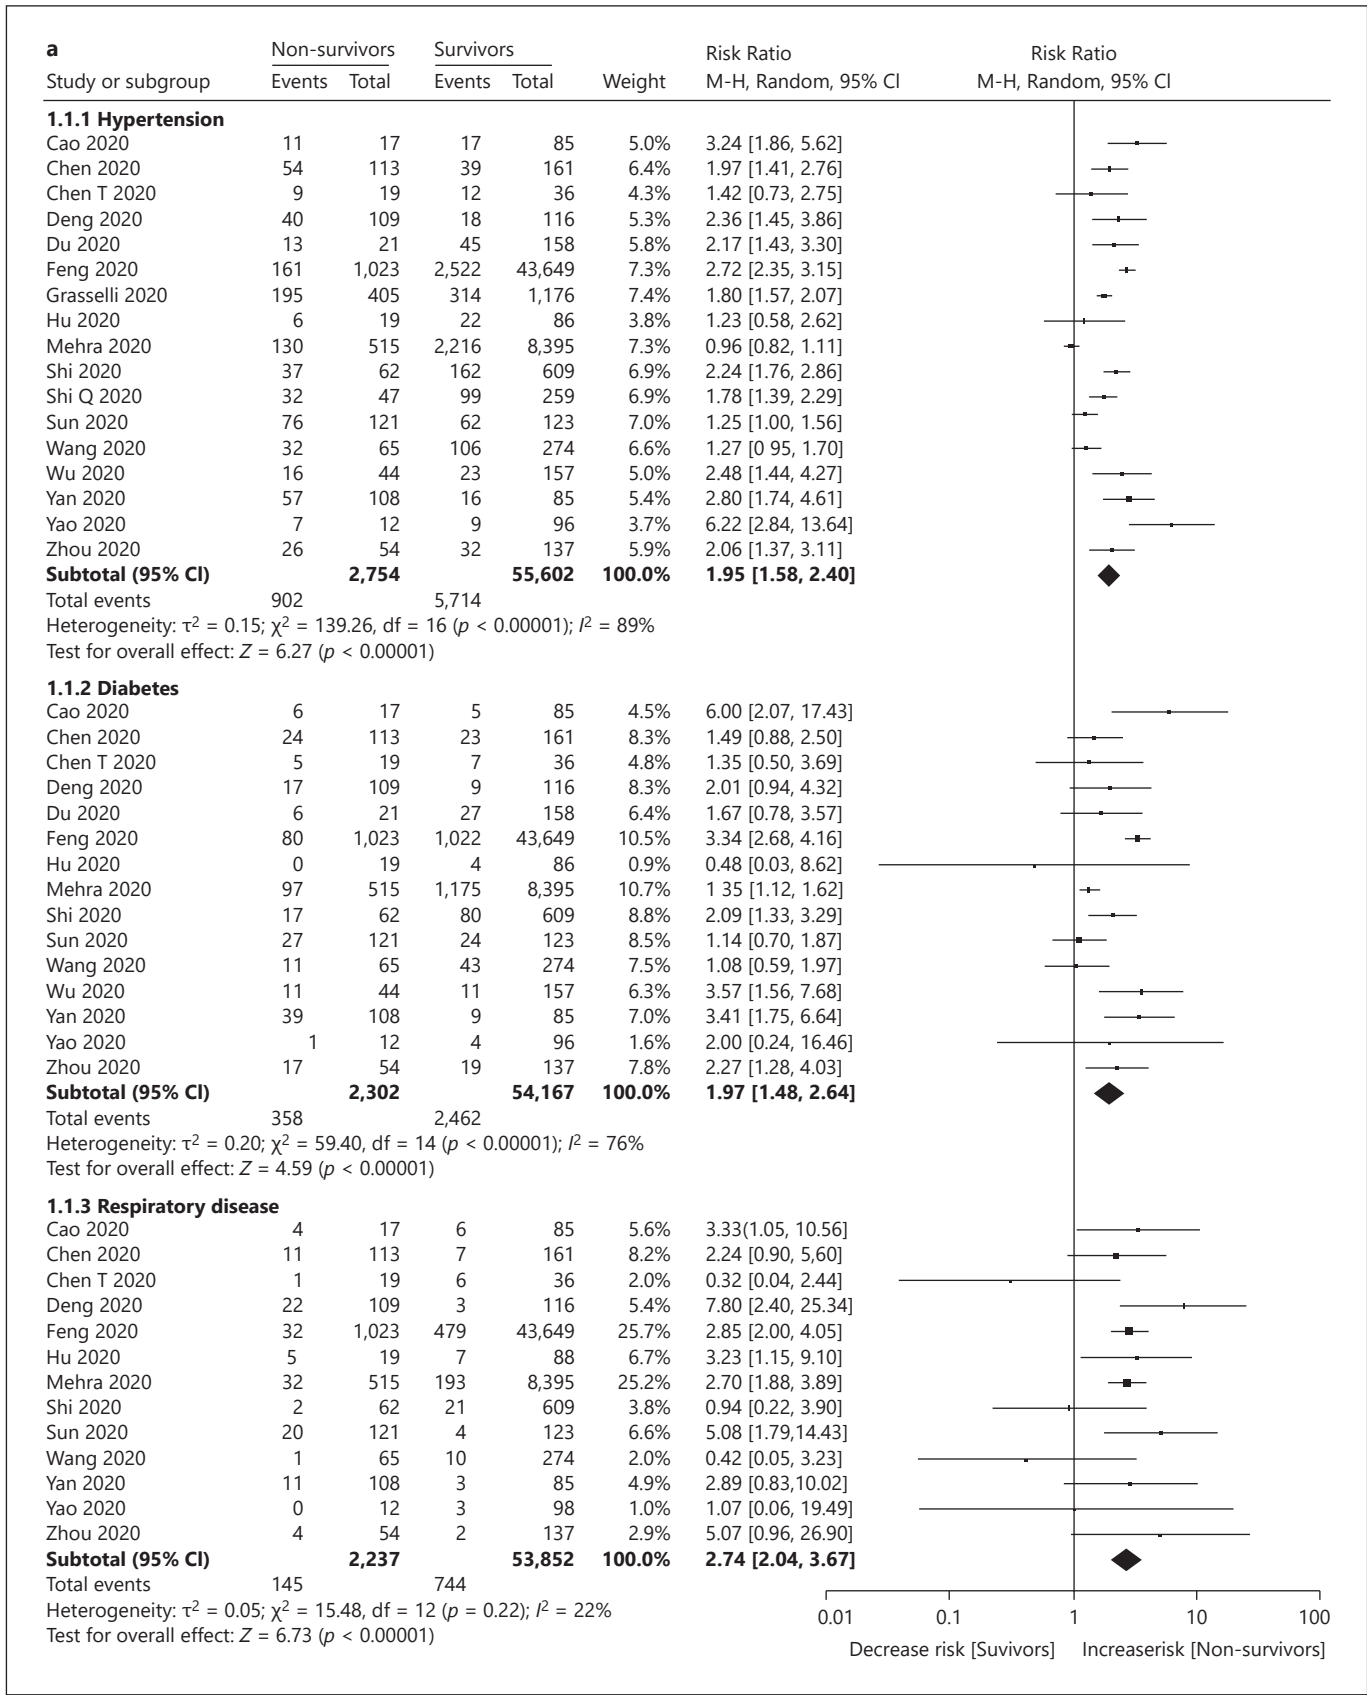 a Non-survivors Survivors Risk Ratio Risk Ratio
Study or subgroup Events Total Events Total Weight M-H, Random, 95% Cl M-H, Random, 95% Cl
1.1.1 Hypertension
Cao 2020 11 17 17 85 5.0% 3.24 [1.86, 5.62]
Chen 2020 54 113 39 161 6.4% 1.97 [1.41, 2.76]
Chen T 2020 9 19 12 36 4.3% 1.42 [0.73, 2.75]
Deng 2020 40 109 18 116 5.3% 2.36 [1.45, 3.86]
Du 2020 13 21 45 158 5.8% 2.17 [1.43, 3.30]
Feng 2020 161 1,023 2,522 43,649 7.3% 2.72 [2.35, 3.15]
Grasselli 2020 195 405 314 1,176 7.4% 1.80 [1.57, 2.07]
Hu 2020 6 19 22 86 3.8% 1.23 [0.58, 2.62]
Mehra 2020 130 515 2,216 8,395 7.3% 0.96 [0.82, 1.11]
Shi 2020 37 62 162 609 6.9% 2.24 [1.76, 2.86]
Shi Q 2020 32 47 99 259 6.9% 1.78 [1.39, 2.29]
Sun 2020 76 121 62 123 7.0% 1.25 [1.00, 1.56]
Wang 2020 32 65 106 274 6.6% 1.27 [0 95, 1.70]
Wu 2020 16 44 23 157 5.0% 2.48 [1.44, 4.27]
Yan 2020 57 108 16 85 5.4% 2.80 [1.74, 4.61]
Yao 2020 7 12 9 96 3.7% 6.22 [2.84, 13.64]
Zhou 2020 26 54 32 137 5.9% 2.06 [1.37, 3.11]
Subtotal (95% Cl) 2,754 55,602 100.0% 1.95 [1.58, 2.40]
Total events 902 5,714
Heterogeneity: τ² = 0.15; χ² = 139.26, df = 16 (p < 0.00001); I² = 89%
Test for overall effect: Z = 6.27 (p < 0.00001)
1.1.2 Diabetes
Cao 2020 6 17 5 85 4.5% 6.00 [2.07, 17.43]
Chen 2020 24 113 23 161 8.3% 1.49 [0.88, 2.50]
Chen T 2020 5 19 7 36 4.8% 1.35 [0.50, 3.69]
Deng 2020 17 109 9 116 8.3% 2.01 [0.94, 4.32]
Du 2020 6 21 27 158 6.4% 1.67 [0.78, 3.57]
Feng 2020 80 1,023 1,022 43,649 10.5% 3.34 [2.68, 4.16]
Hu 2020 0 19 4 86 0.9% 0.48 [0.03, 8.62]
Mehra 2020 97 515 1,175 8,395 10.7% 1 35 [1.12, 1.62]
Shi 2020 17 62 80 609 8.8% 2.09 [1.33, 3.29]
Sun 2020 27 121 24 123 8.5% 1.14 [0.70, 1.87]
Wang 2020 11 65 43 274 7.5% 1.08 [0.59, 1.97]
Wu 2020 11 44 11 157 6.3% 3.57 [1.56, 7.68]
Yan 2020 39 108 9 85 7.0% 3.41 [1.75, 6.64]
Yao 2020 1 12 4 96 1.6% 2.00 [0.24, 16.46]
Zhou 2020 17 54 19 137 7.8% 2.27 [1.28, 4.03]
Subtotal (95% Cl) 2,302 54,167 100.0% 1.97 [1.48, 2.64]
Total events 358 2,462
Heterogeneity: τ² = 0.20; χ² = 59.40, df = 14 (p < 0.00001); I² = 76%
Test for overall effect: Z = 4.59 (p < 0.00001)
1.1.3 Respiratory disease
Cao 2020 4 17 6 85 5.6% 3.33(1.05, 10.56]
Chen 2020 11 113 7 161 8.2% 2.24 [0.90, 5.60]
Chen T 2020 1 19 6 36 2.0% 0.32 [0.04, 2.44]
Deng 2020 22 109 3 116 5.4% 7.80 [2.40, 25.34]
Feng 2020 32 1,023 479 43,649 25.7% 2.85 [2.00, 4.05]
Hu 2020 5 19 7 88 6.7% 3.23 [1.15, 9.10]
Mehra 2020 32 515 193 8,395 25.2% 2.70 [1.88, 3.89]
Shi 2020 2 62 21 609 3.8% 0.94 [0.22, 3.90]
Sun 2020 20 121 4 123 6.6% 5.08 [1.79,14.43]
Wang 2020 1 65 10 274 2.0% 0.42 [0.05, 3.23]
Yan 2020 11 108 3 85 4.9% 2.89 [0.83,10.02]
Yao 2020 0 12 3 98 1.0% 1.07 [0.06, 19.49]
Zhou 2020 4 54 2 137 2.9% 5.07 [0.96, 26.90]
Subtotal (95% Cl) 2,237 53,852 100.0% 2.74 [2.04, 3.67]
Total events 145 744
Heterogeneity: τ² = 0.05; χ² = 15.48, df = 12 (p = 0.22); I² = 22%
Test for overall effect: Z = 6.73 (p < 0.00001)
0.01 0.1 1 10 100
Decrease risk [Suvivors] Increaserisk [Non-survivors]